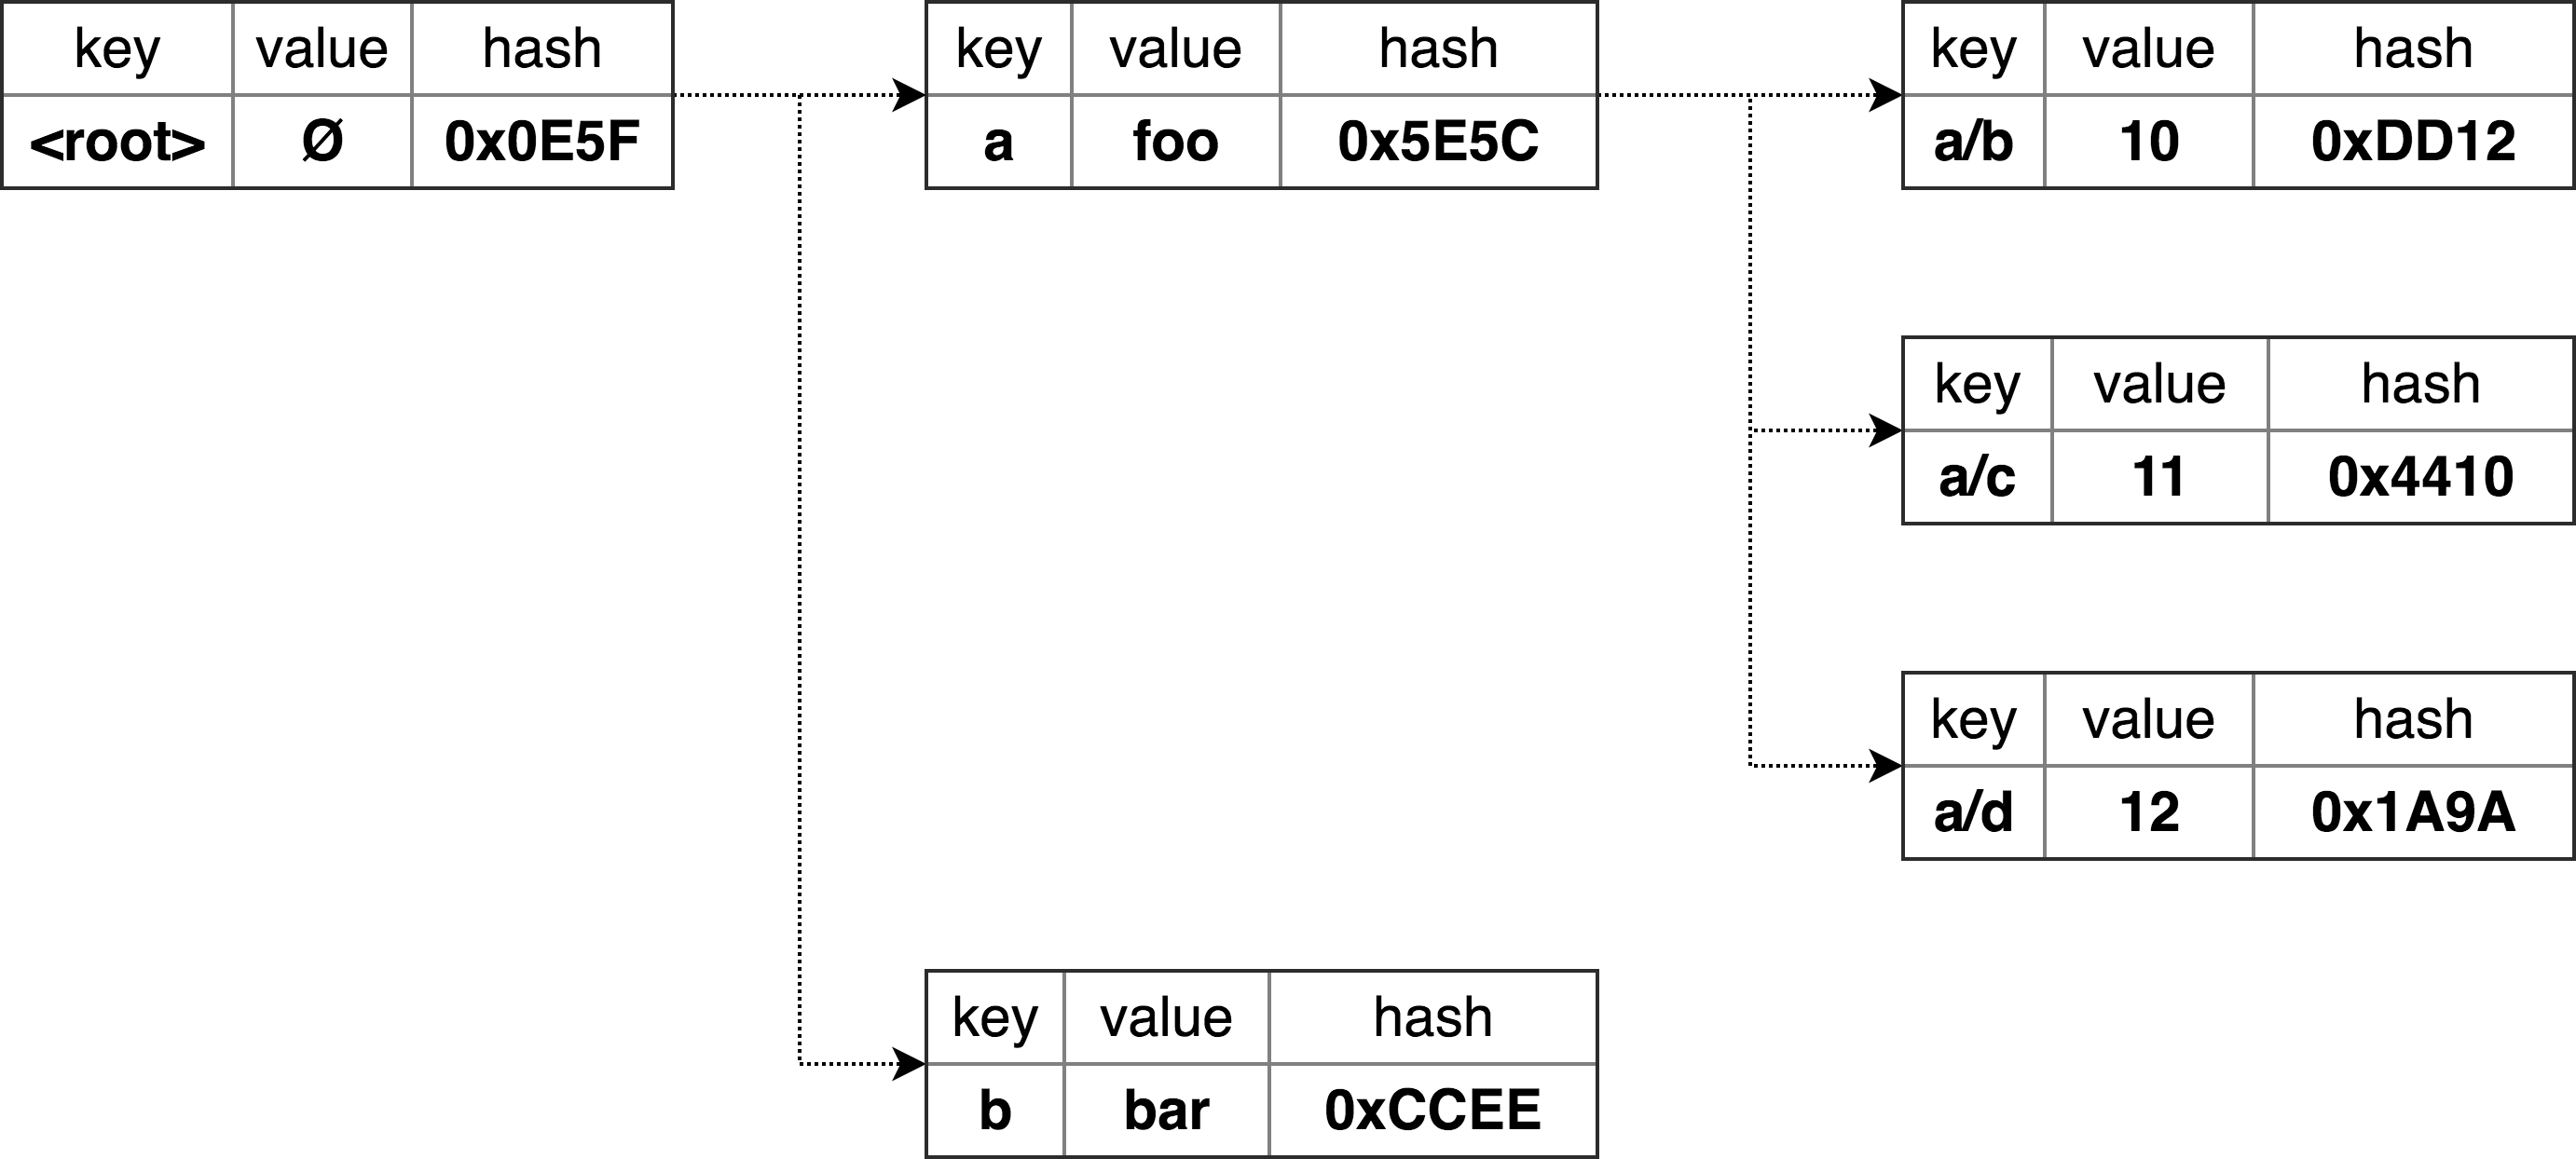 key value hash
<root> Ø 0x0E5F
key value hash
a foo 0x5E5C
key value hash
a/b 10 0xDD12
key value hash
a/c 11 0x4410
key value hash
a/d 12 0x1A9A
key value hash
b bar 0xCCEE